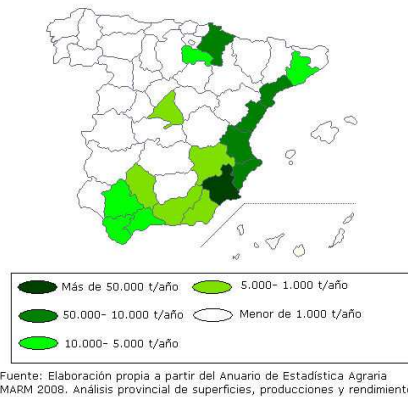 Más de 50.000 t/año
5.000- 1.000 t/año
50.000- 10.000 t/año
Menor de 1.000 t/año
10.000- 5.000 t/año
Fuente: Elaboración propia a partir del Anuario de Estadística Agraria
MARM 2008. Análisis provincial de superficies, producciones y rendimient